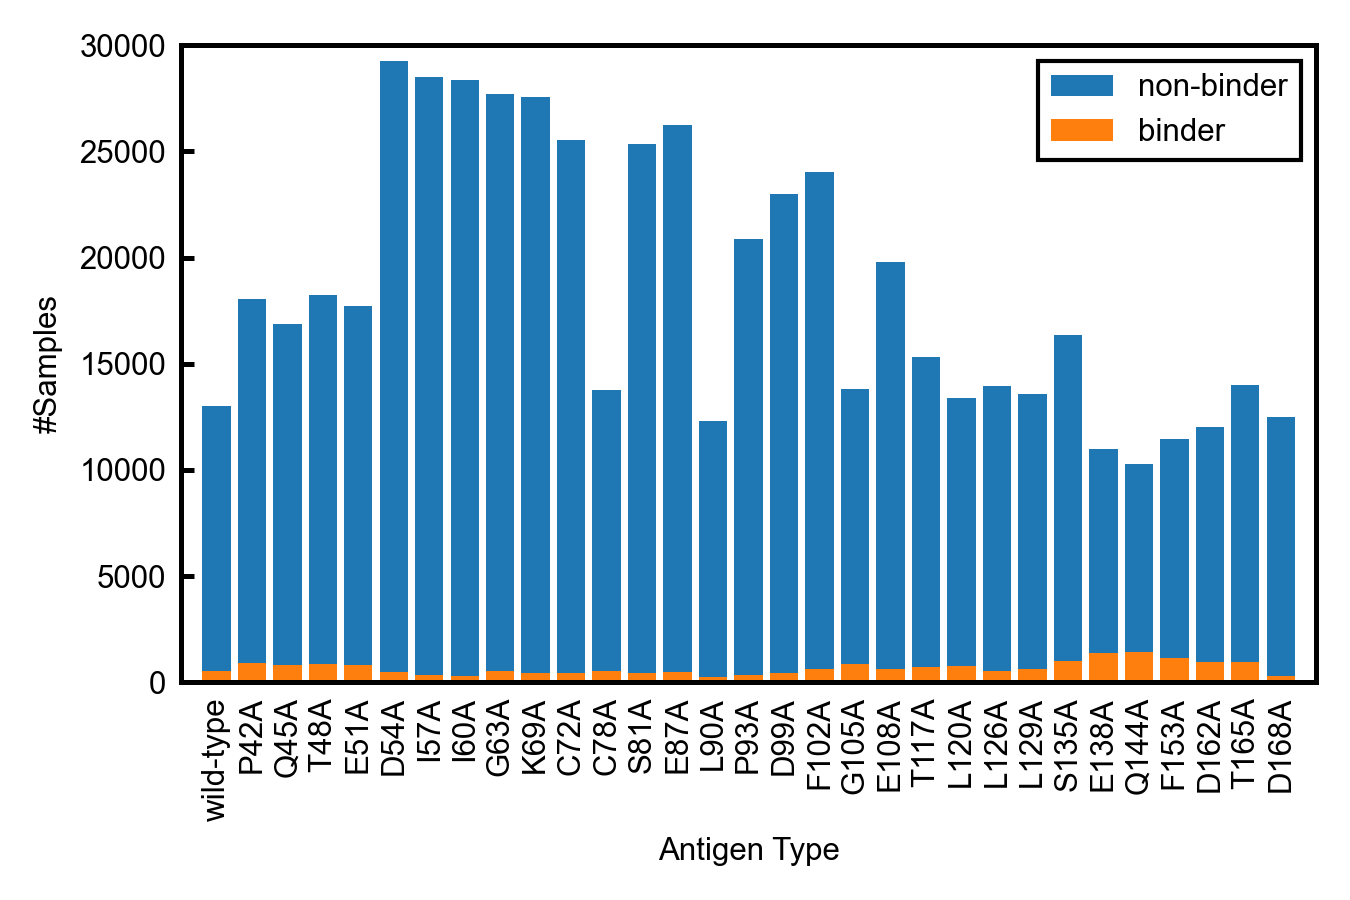 30000
25000
20000
15000
10000
5000
0
#Samples
non-binder
binder
wild-type
P42A
Q45A
T48A
E51A
D54A
I57A
I60A
G63A
K69A
C72A
C78A
S81A
E87A
L90A
P93A
D99A
F102A
G105A
E108A
T117A
L120A
L126A
L129A
S135A
E138A
Q144A
F153A
D162A
T165A
D168A
Antigen Type